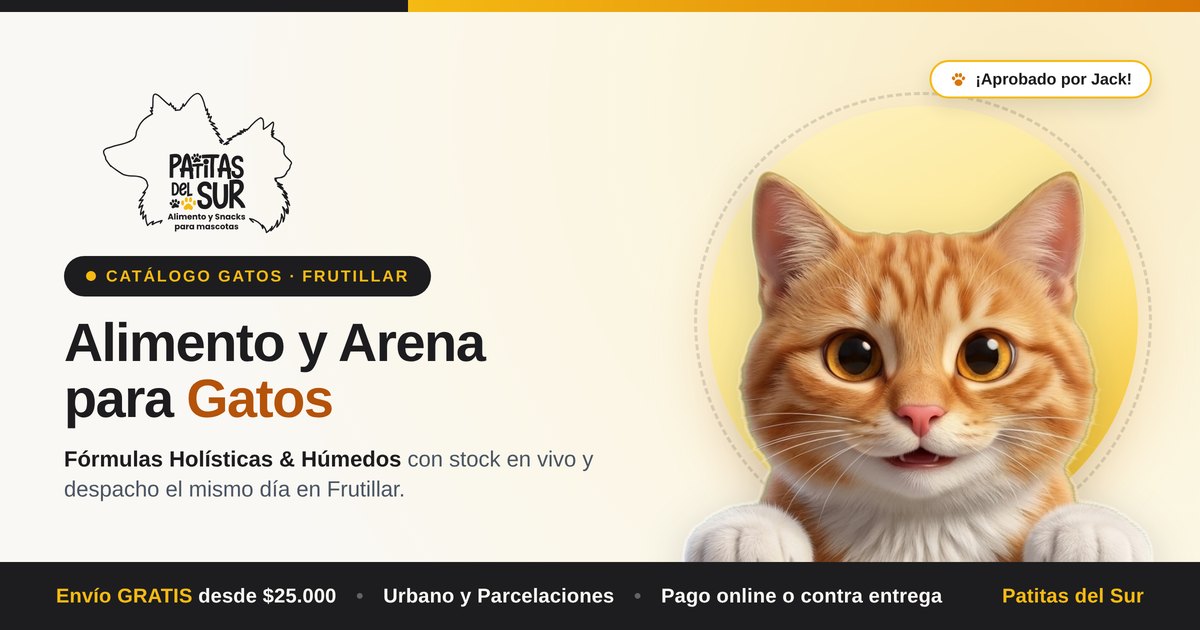 ¡Aprobado por Jack!
PATITAS
DEL SUR
Alimento y Snacks
para mascotas
CATÁLOGO GATOS · FRUTILLAR
Alimento y Arena
para Gatos
Fórmulas Holísticas & Húmedos con stock en vivo y
despacho el mismo día en Frutillar.
Envío GRATIS desde $25.000 • Urbano y Parcelaciones • Pago online o contra entrega Patitas del Sur